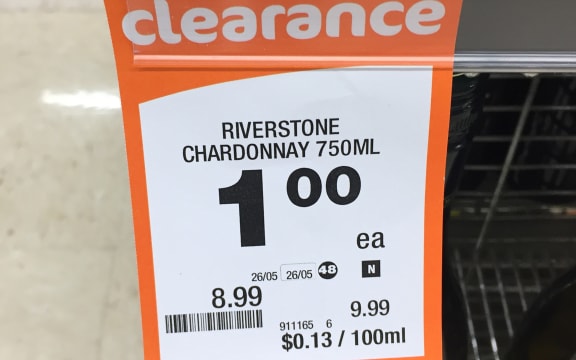 clearance
RIVERSTONE
CHARDONNAY 750ML
1 00
ea
26/05 26/05 48 N
8.99 9.99
911165 6
$0.13 / 100ml